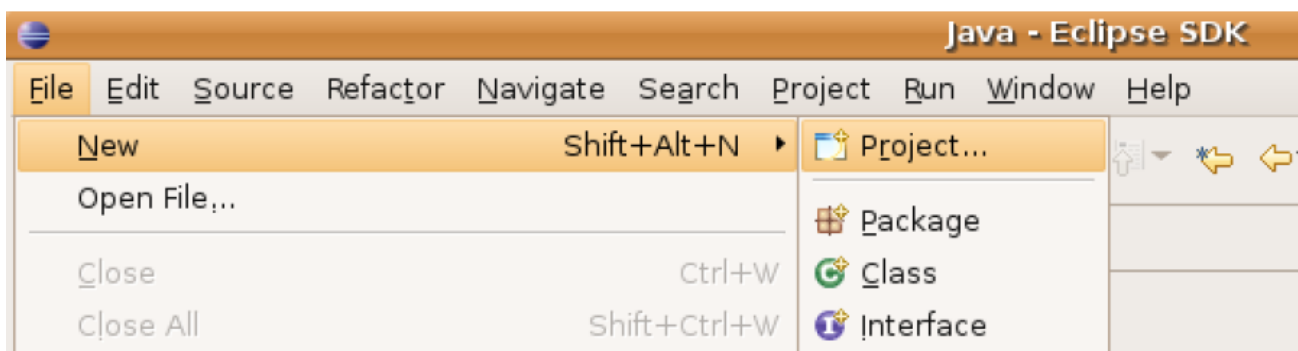 Java - Eclipse SDK
File Edit Source Refactor Navigate Search Project Run Window Help
New Shift+Alt+N Project...
Open File...
Package
Close Ctrl+W Class
Close All Shift+Ctrl+W Interface